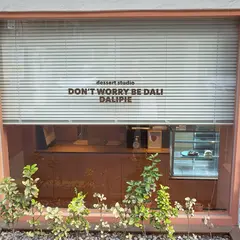 dessert studio
DON'T WORRY BE DALI
DALIPIE